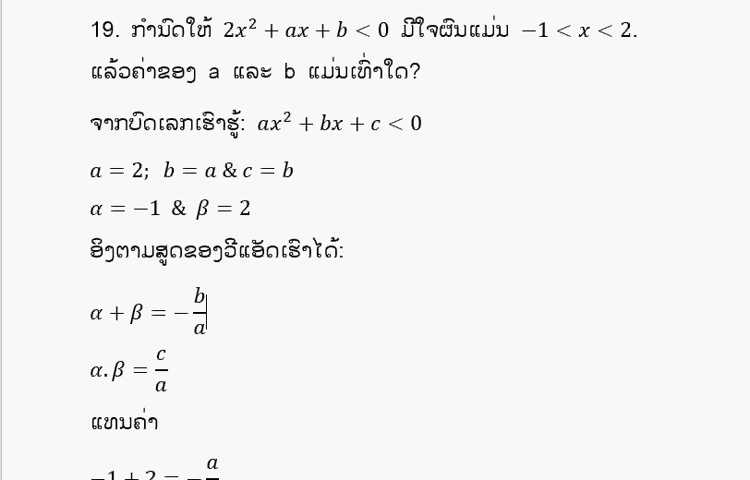 19. ກຳນົດໃຫ້ 2x² + ax + b < 0 ມີໃຈຜົນແມ່ນ −1 < x < 2.
ແລ້ວຄ່າຂອງ a ແລະ b ແມ່ນເທົ່າໃດ?
ຈາກບົດເລກເຮົາຮູ້: ax² + bx + c < 0
a = 2; b = a & c = b
α = −1 & β = 2
ອີງຕາມສູດຂອງວີແອັດເຮົາໄດ້:
α + β = −b/a
α.β = c/a
ແທນຄ່າ
−1 + 2 = −a